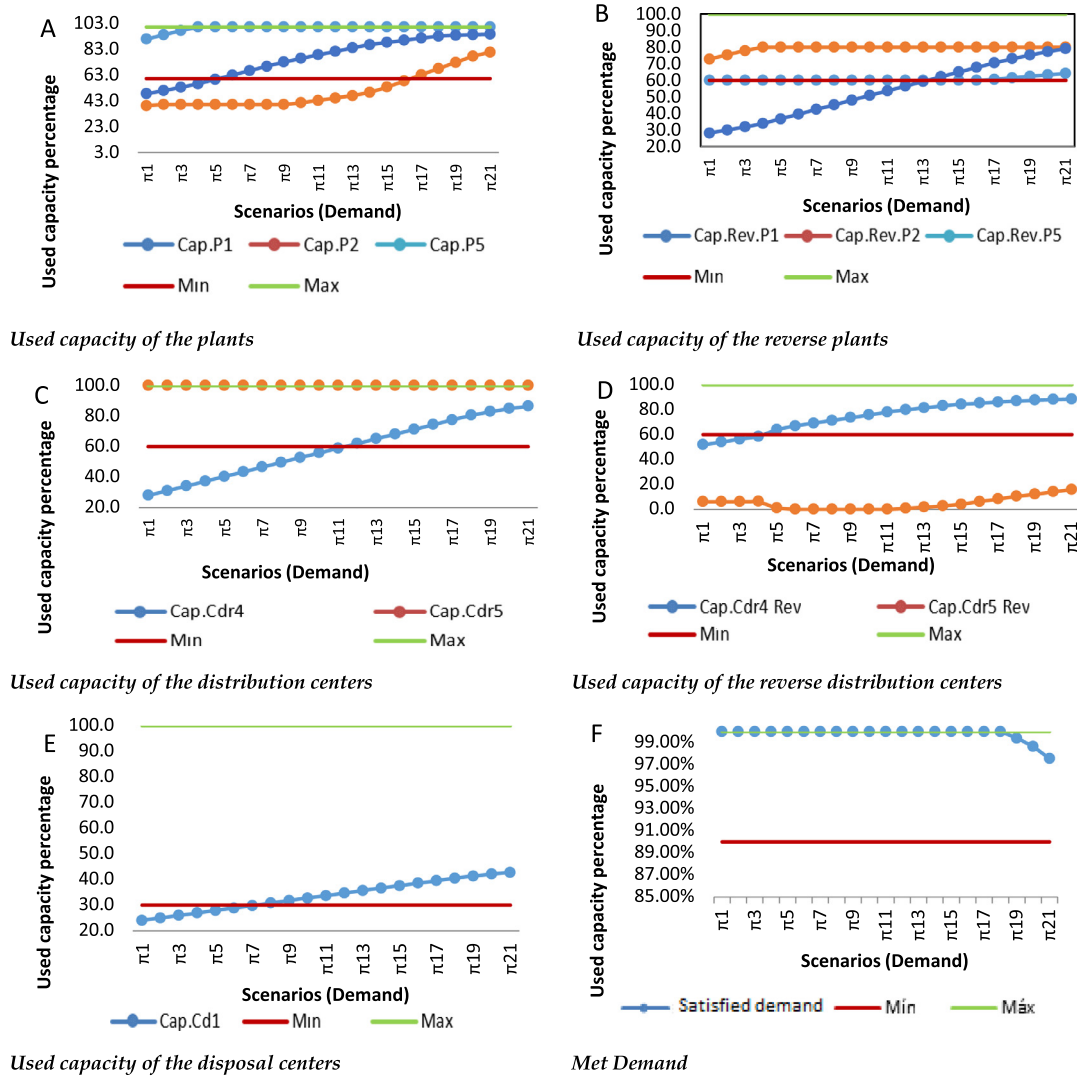 A
Used capacity percentage
103.0
83.0
63.0
43.0
23.0
3.0
π1 π3 π5 π7 π9 π11 π13 π15 π17 π19 π21
Scenarios (Demand)
Cap.P1 Cap.P2 Cap.P5
Mın Max
Used capacity of the plants
B
Used capacity percentage
100.0
90.0
80.0
70.0
60.0
50.0
40.0
30.0
20.0
π1 π3 π5 π7 π9 π11 π13 π15 π17 π19 π21
Scenarios (Demand)
Cap.Rev.P1 Cap.Rev.P2 Cap.Rev.P5
Mın Max
Used capacity of the reverse plants
C
Used capacity percentage
100.0
80.0
60.0
40.0
20.0
π1 π3 π5 π7 π9 π11 π13 π15 π17 π19 π21
Scenarios (Demand)
Cap.Cdr4 Cap.Cdr5
Mın Max
Used capacity of the distribution centers
D
Used capacity percentage
100.0
80.0
60.0
40.0
20.0
0.0
π1 π3 π5 π7 π9 π11 π13 π15 π17 π19 π21
Scenarios (Demand)
Cap.Cdr4 Rev Cap.Cdr5 Rev
Mın Max
Used capacity of the reverse distribution centers
E
Used capacity percentage
100.0
90.0
80.0
70.0
60.0
50.0
40.0
30.0
20.0
π1 π3 π5 π7 π9 π11 π13 π15 π17 π19 π21
Scenarios (Demand)
Cap.Cd1 Mın Max
Used capacity of the disposal centers
F
Used capacity percentage
99.00%
97.00%
95.00%
93.00%
91.00%
89.00%
87.00%
85.00%
π1 π3 π5 π7 π9 π11 π13 π15 π17 π19 π21
Scenarios (Demand)
Satisfied demand Mín Máx
Met Demand